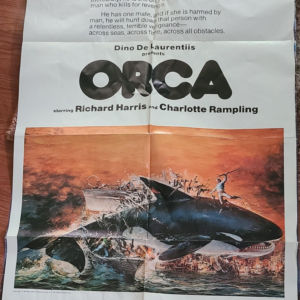 man who kills for revenge.
He has one mate, and if she is harmed by
man, he will hunt down that person with
a relentless, terrible vengeance—
across seas, across time, across all obstacles.
Dino De Laurentiis
presents
ORCA
starring Richard Harris and Charlotte Rampling